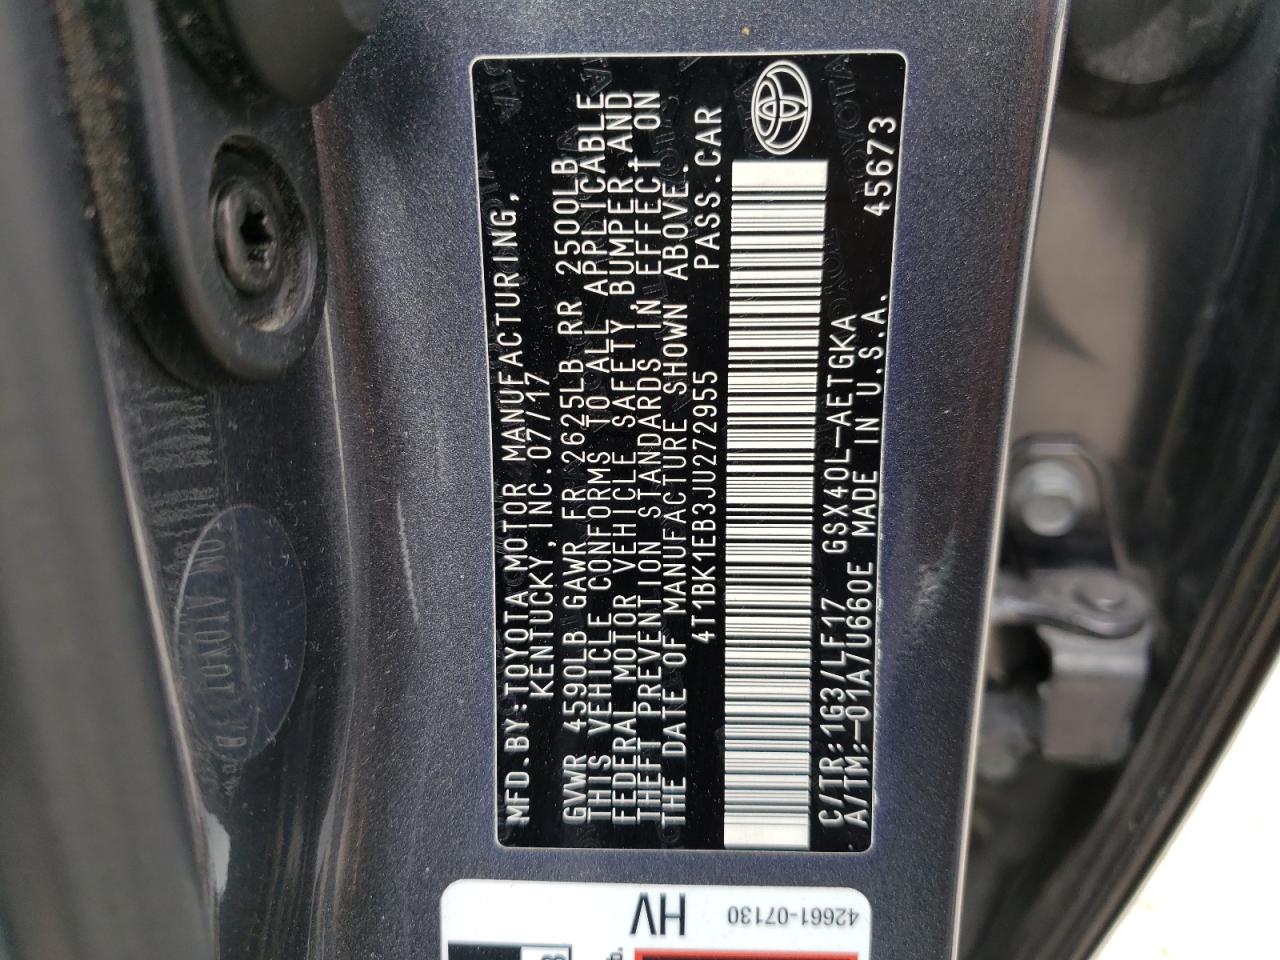 MFD.BY:TOYOTA MOTOR MANUFACTURING,
KENTUCKY,INC.07/17
GVWR 4590LB GAWR FR 2625LB RR 2500LB
THIS VEHICLE CONFORMS TO ALL APPLICABLE
FEDERAL MOTOR VEHICLE SAFETY,BUMPER,AND
THEFT PREVENTION STANDARDS IN EFFECT ON
THE DATE OF MANUFACTURE SHOWN ABOVE.
4T1BK1EB3JU272955 PASS.CAR
C/TR:1G3/LF17 GSX40L-AETGKA
A/TM:-01A/U660E MADE IN U.S.A. 45673
HV
42661-07130